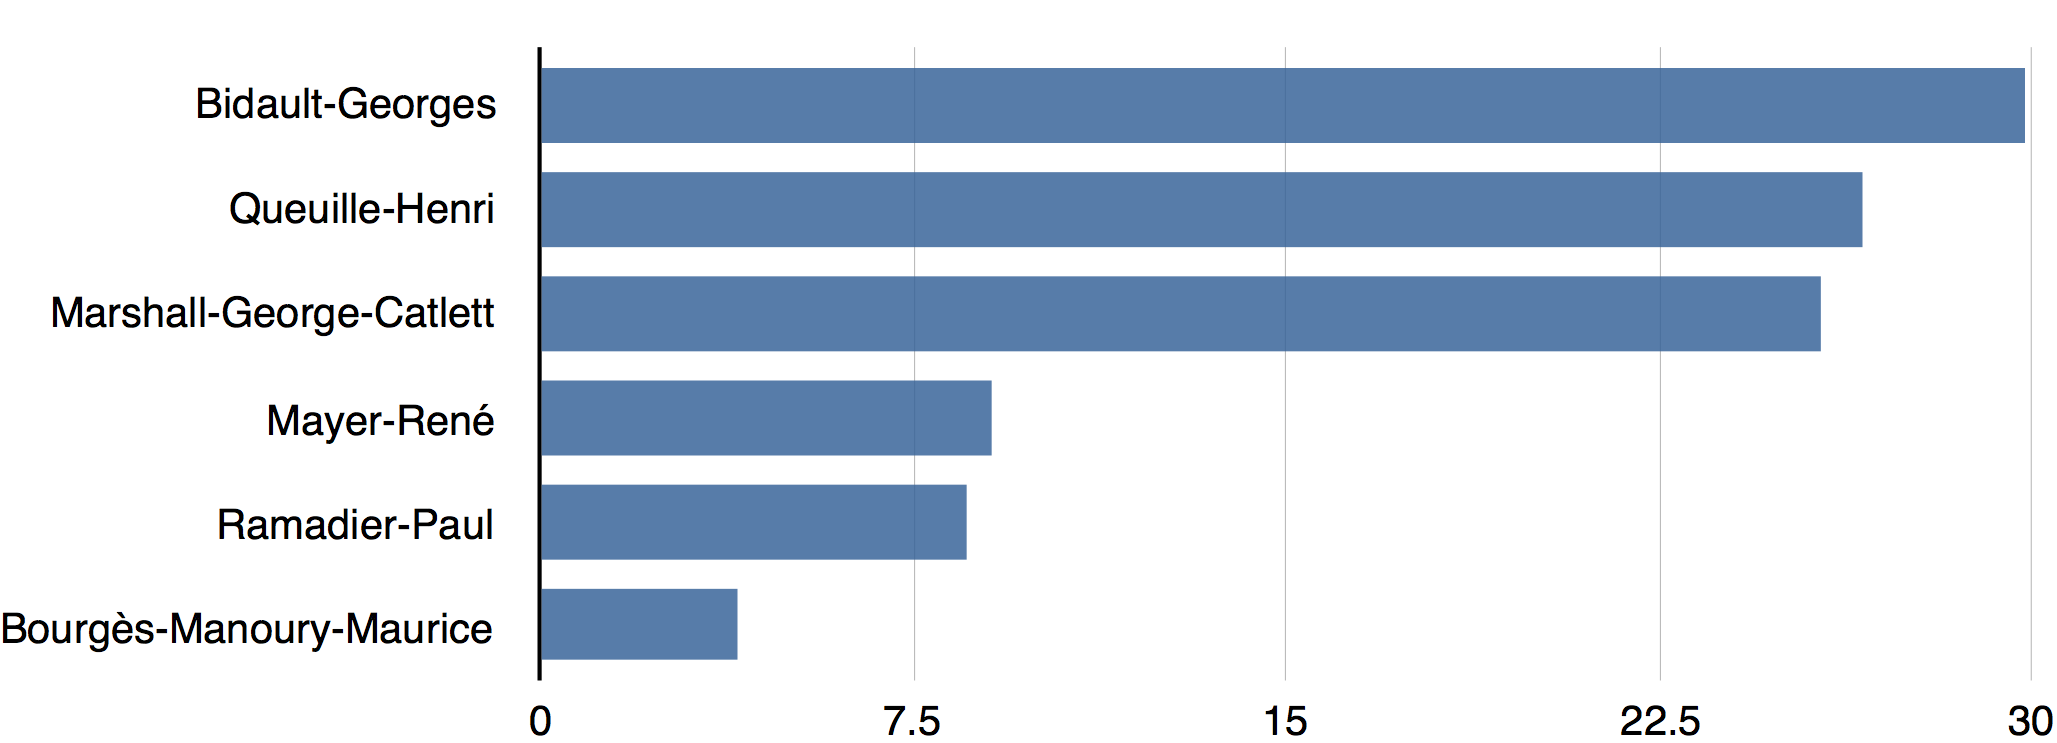 Bidault-Georges
Queuille-Henri
Marshall-George-Catlett
Mayer-René
Ramadier-Paul
Bourgès-Manoury-Maurice
0 7.5 15 22.5 30